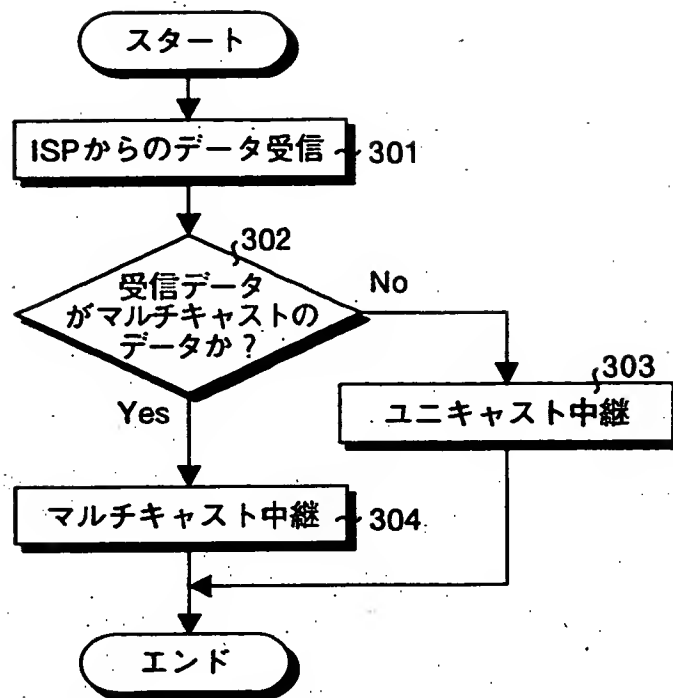 スタート
ISPからのデータ受信
301
302
受信データ
がマルチキャストの
データか?
No
303
ユニキャスト中継
Yes
マルチキャスト中継
304
エンド